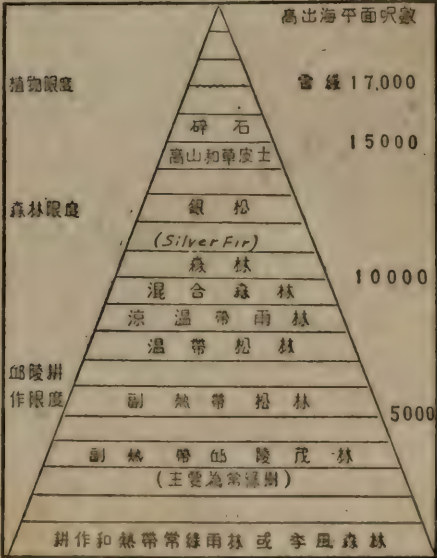 高出海平面呎數
植物限度
雪線 17,000
碎石
15000
高山和草皮土
森林限度
銀松
(Silver Fir)
森林
10000
混合森林
涼溫帶雨林
溫帶松林
邱陵耕
作限度
副熱帶松林
5000
副熱帶邱陵茂林
(主要為常綠樹)
耕作和熱帶常綠雨林或季風森林